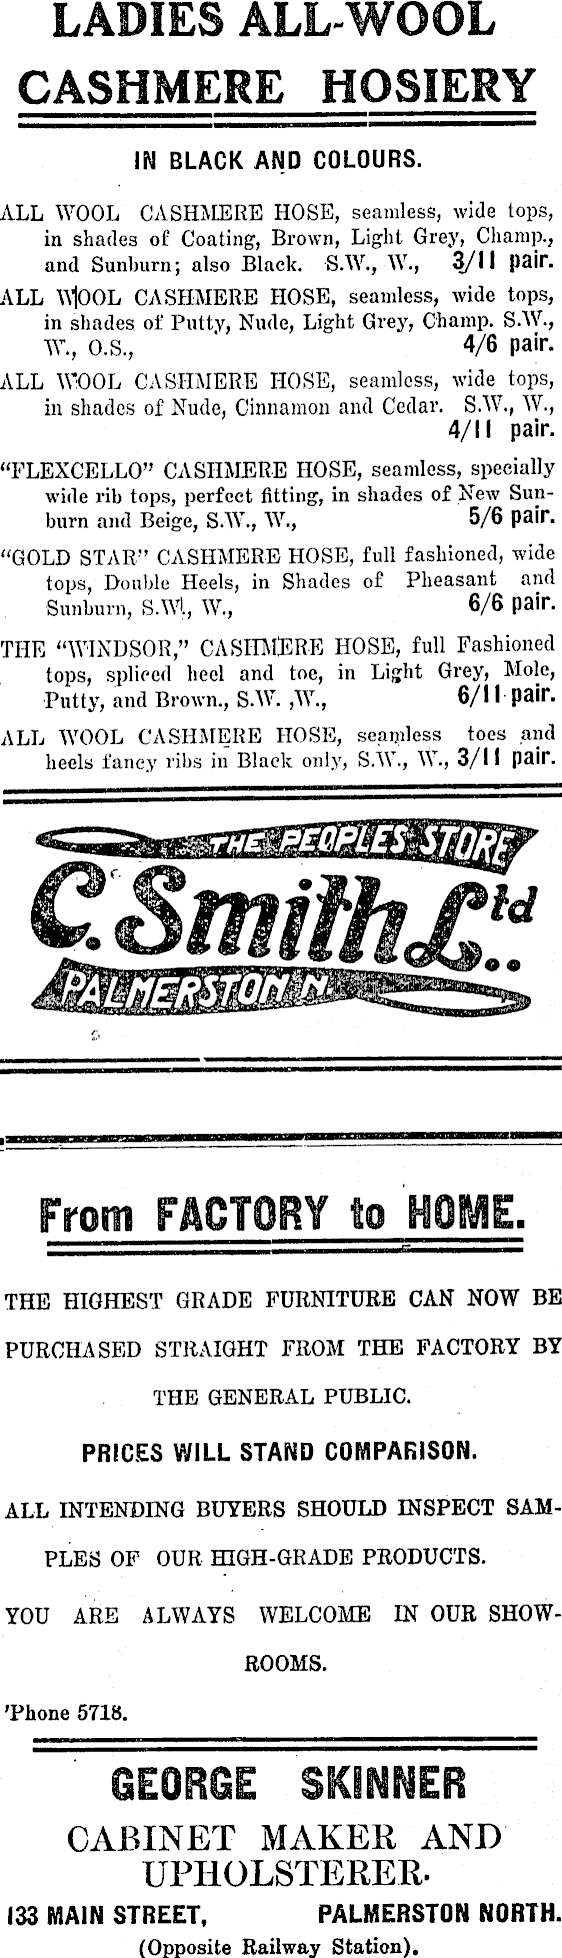 LADIES ALL-WOOL
CASHMERE HOSIERY
IN BLACK AND COLOURS.
ALL WOOL CASHMERE HOSE, seamless, wide tops,
in shades of Coating, Brown, Light Grey, Champ.,
and Sunburn; also Black. S.W., W., 3/11 pair.
ALL WOOL CASHMERE HOSE, seamless, wide tops,
in shades of Putty, Nude, Light Grey, Champ. S.W.,
W., O.S., 4/6 pair.
ALL WOOL CASHMERE HOSE, seamless, wide tops,
in shades of Nude, Cinnamon and Cedar. S.W., W.,
4/11 pair.
"FLEXCELLO" CASHMERE HOSE, seamless, specially
wide rib tops, perfect fitting, in shades of New Sun-
burn and Beige, S.W., W., 5/6 pair.
"GOLD STAR" CASHMERE HOSE, full fashioned, wide
tops, Double Heels, in Shades of Pheasant and
Sunburn, S.W., W., 6/6 pair.
THE "WINDSOR," CASHMERE HOSE, full Fashioned
tops, spliced heel and toe, in Light Grey, Mole,
Putty, and Brown., S.W. ,W., 6/11 pair.
ALL WOOL CASHMERE HOSE, seamless toes and
heels fancy ribs in Black only, S.W., W., 3/11 pair.
THE PEOPLES STORE
C. Smith Ltd..
PALMERSTON N.
From FACTORY to HOME.
THE HIGHEST GRADE FURNITURE CAN NOW BE
PURCHASED STRAIGHT FROM THE FACTORY BY
THE GENERAL PUBLIC.
PRICES WILL STAND COMPARISON.
ALL INTENDING BUYERS SHOULD INSPECT SAM-
PLES OF OUR HIGH-GRADE PRODUCTS.
YOU ARE ALWAYS WELCOME IN OUR SHOW-
ROOMS.
'Phone 5718.
GEORGE SKINNER
CABINET MAKER AND
UPHOLSTERER.
133 MAIN STREET, PALMERSTON NORTH.
(Opposite Railway Station).